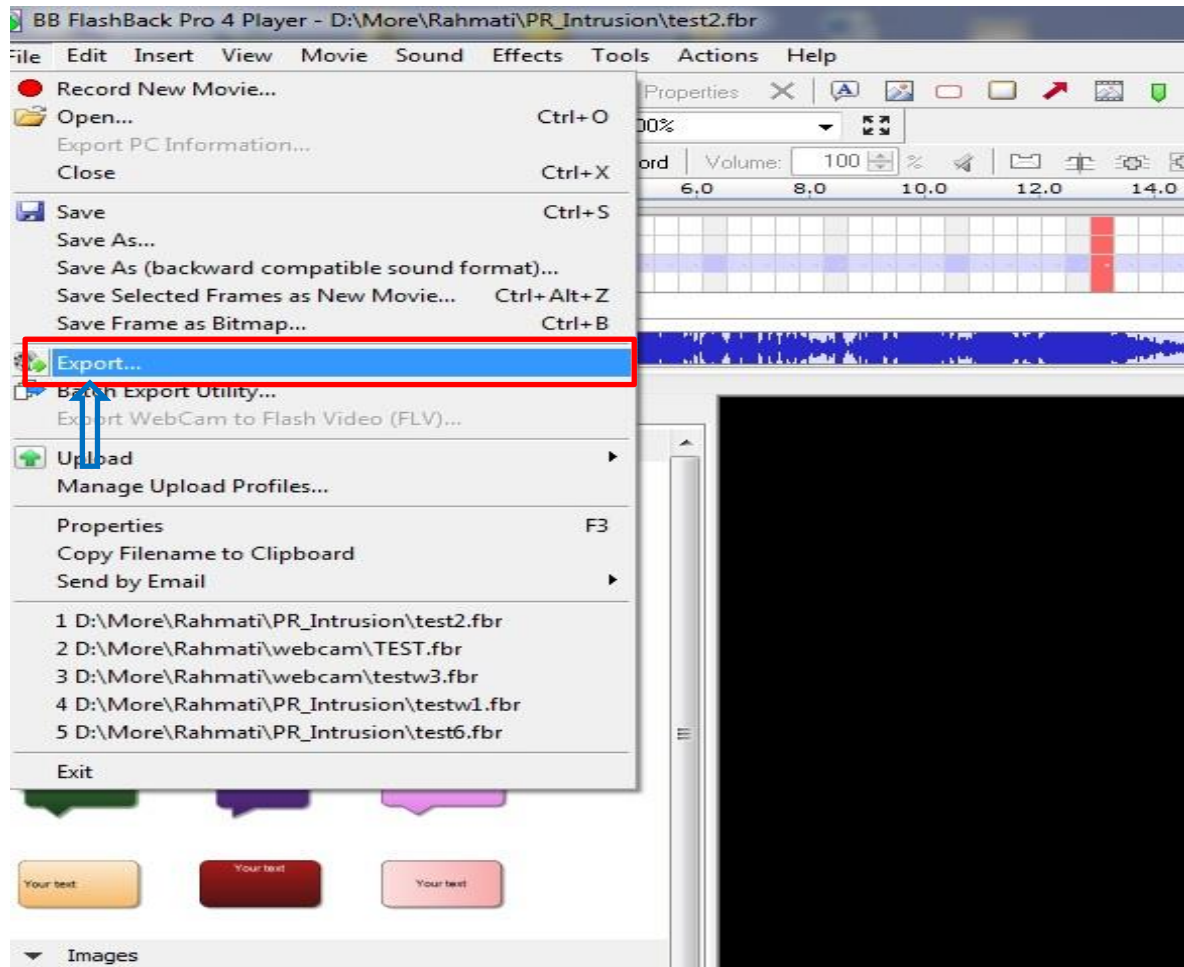 BB FlashBack Pro 4 Player - D:\More\Rahmati\PR_Intrusion\test2.fbr
File Edit Insert View Movie Sound Effects Tools Actions Help
Record New Movie...
Properties
Open... Ctrl+O
00%
Export PC Information...
Close Ctrl+X
ord Volume: 100 %
6,0 8,0 10,0 12,0 14,0
Save Ctrl+S
Save As...
Save As (backward compatible sound format)...
Save Selected Frames as New Movie... Ctrl+Alt+Z
Save Frame as Bitmap... Ctrl+B
Export...
Batch Export Utility...
Export WebCam to Flash Video (FLV)...
Upload
Manage Upload Profiles...
Properties F3
Copy Filename to Clipboard
Send by Email
1 D:\More\Rahmati\PR_Intrusion\test2.fbr
2 D:\More\Rahmati\webcam\TEST.fbr
3 D:\More\Rahmati\webcam\testw3.fbr
4 D:\More\Rahmati\PR_Intrusion\testw1.fbr
5 D:\More\Rahmati\PR_Intrusion\test6.fbr
Exit
Your text Your text Your text
Images